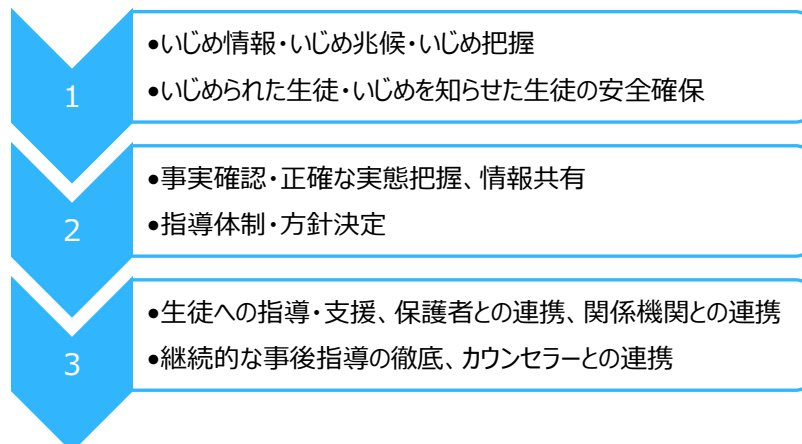 1
•いじめ情報・いじめ兆候・いじめ把握
•いじめられた生徒・いじめを知らせた生徒の安全確保
2
•事実確認・正確な実態把握、情報共有
•指導体制・方針決定
3
•生徒への指導・支援、保護者との連携、関係機関との連携
•継続的な事後指導の徹底、カウンセラーとの連携